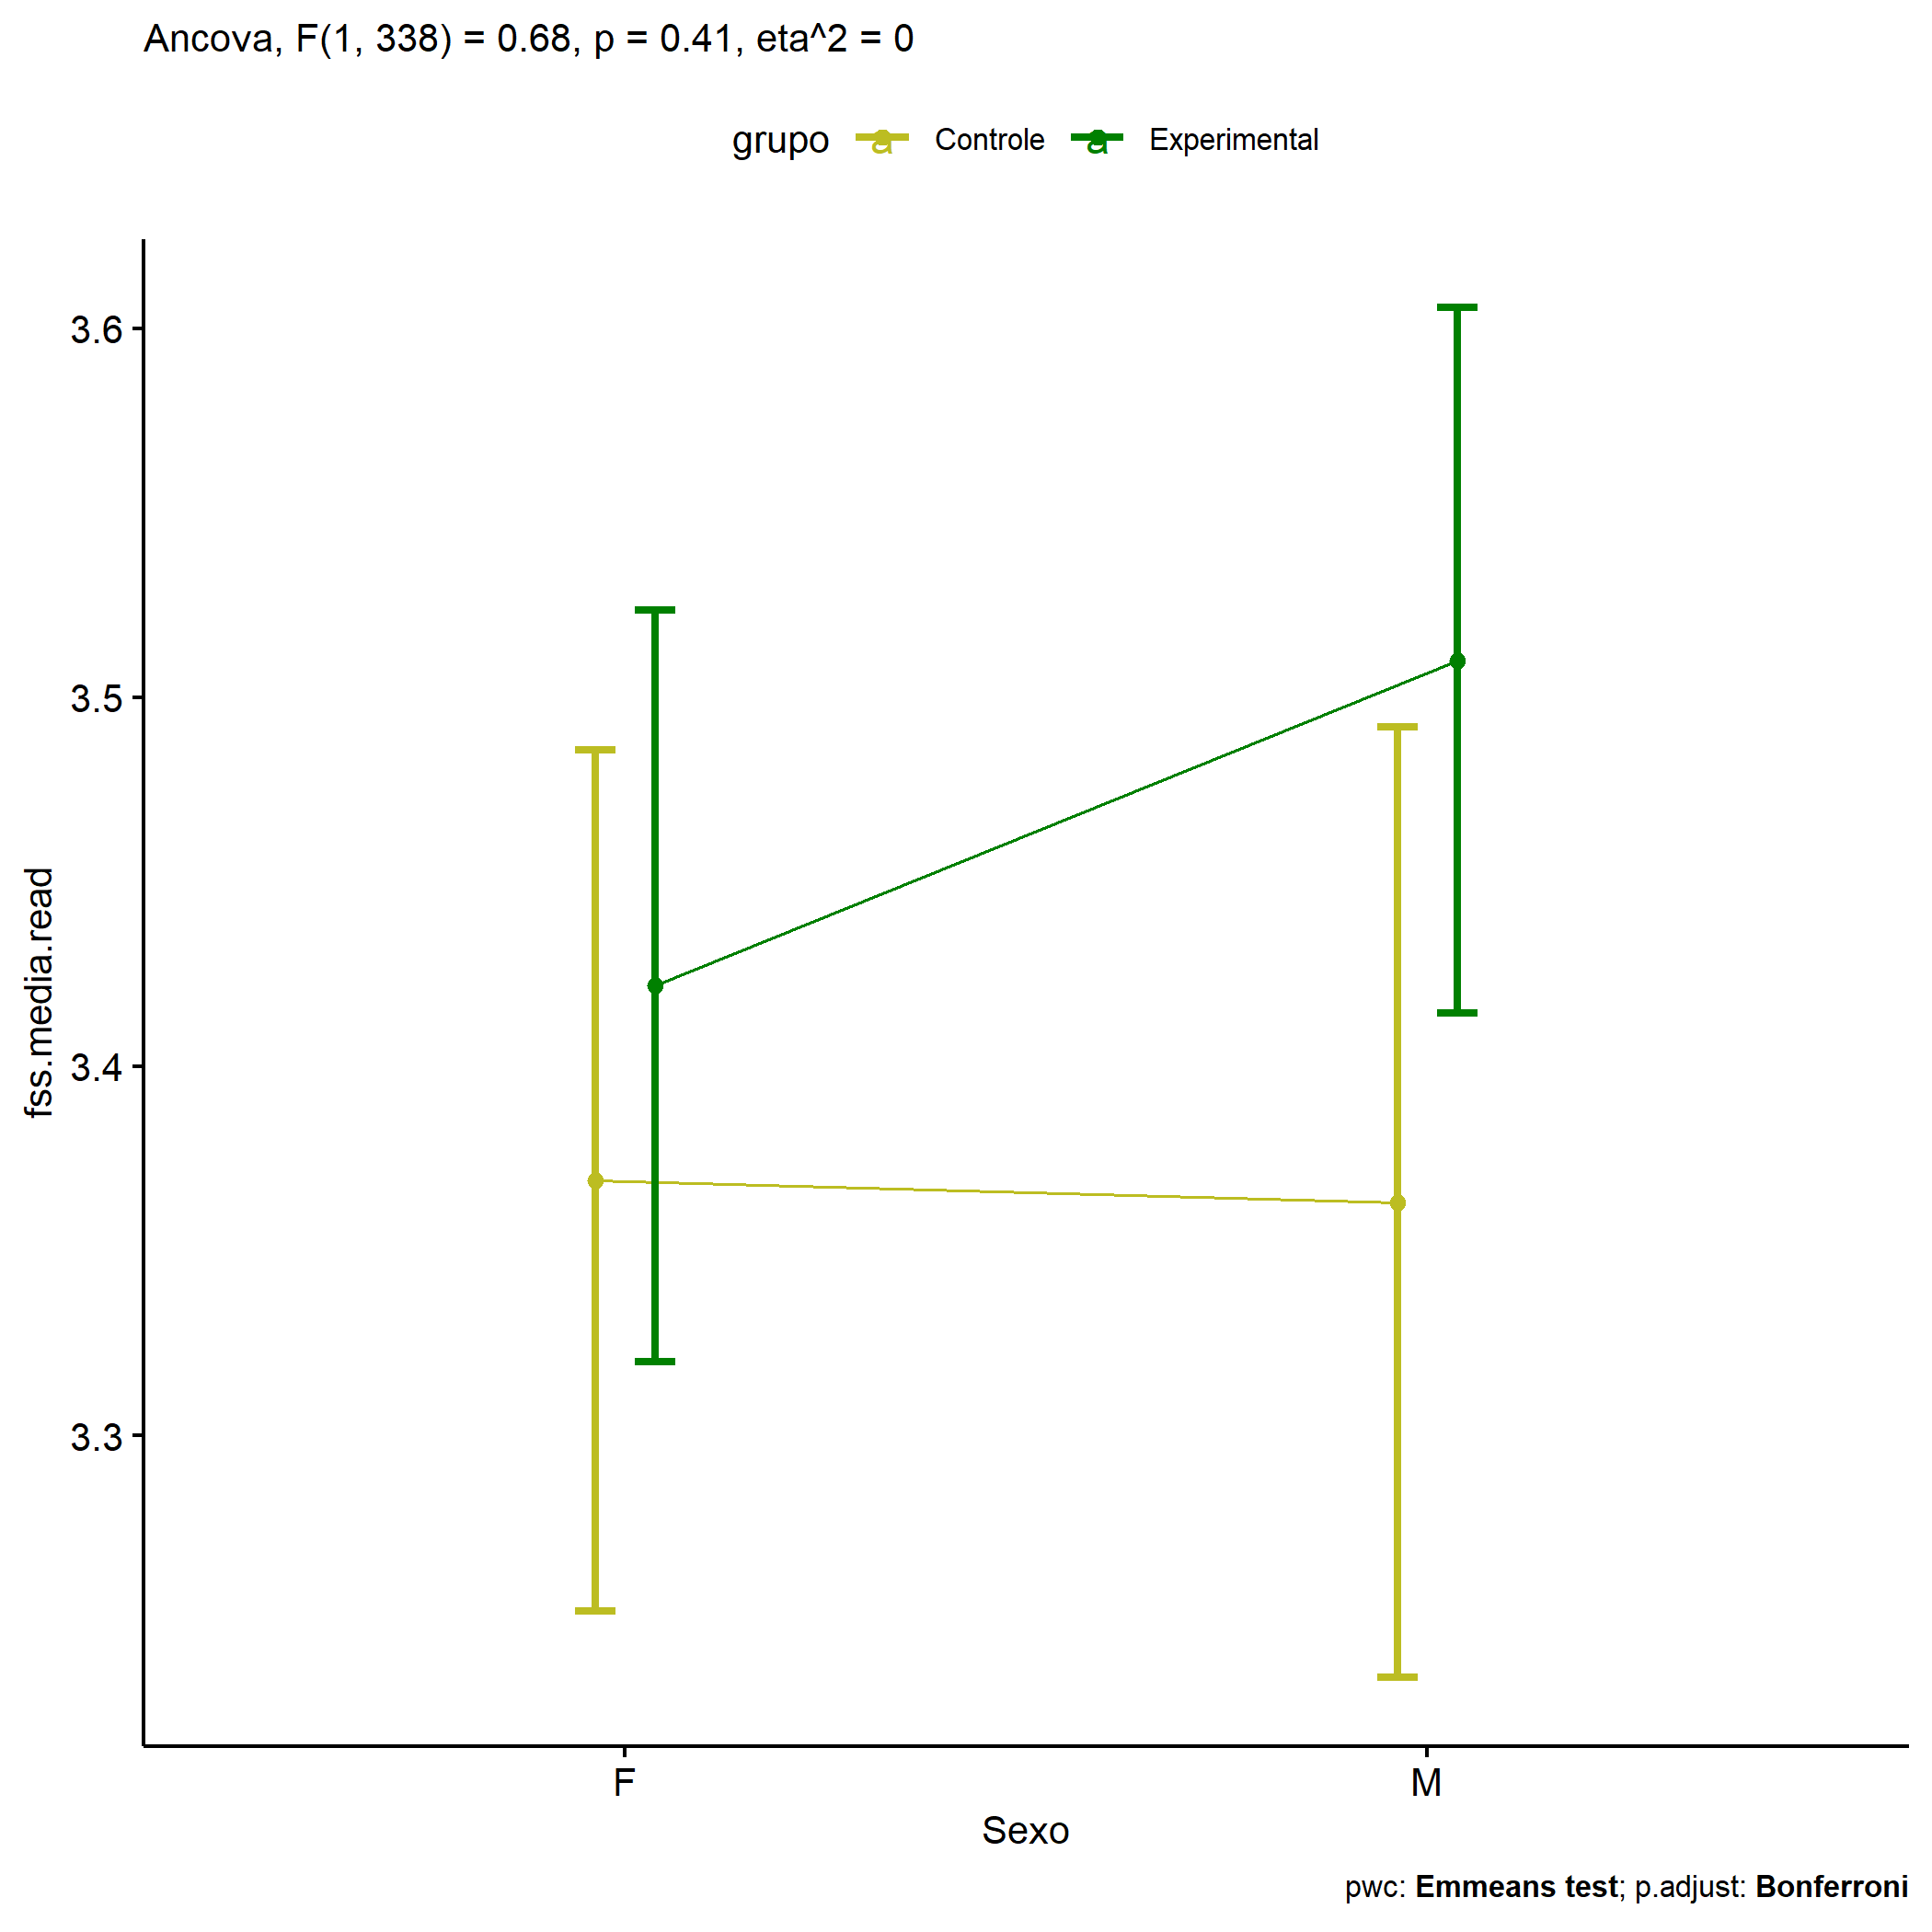 Ancova, F(1, 338) = 0.68, p = 0.41, eta^2 = 0
grupo a Controle a Experimental
3.6
3.5
3.4
3.3
fss.media.read
F M
Sexo
pwc: Emmeans test; p.adjust: Bonferroni